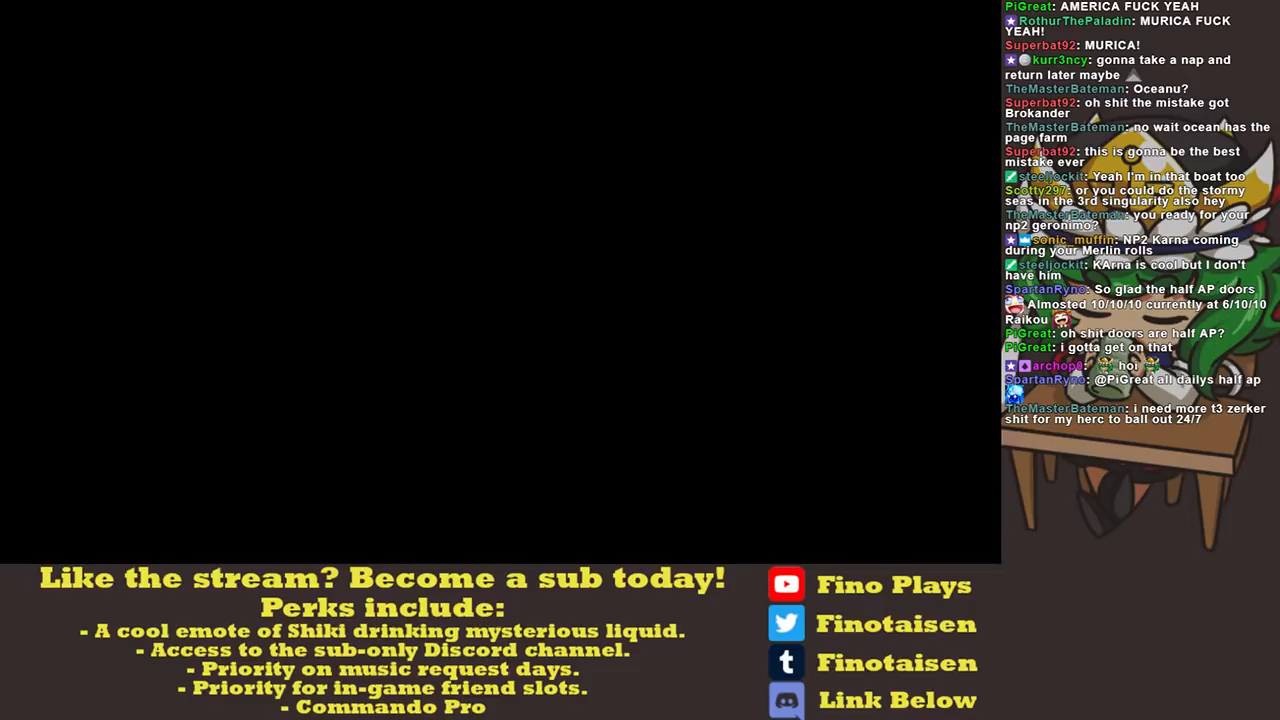 PiGreat: AMERICA FUCK YEAH
RothurThePaladin: MURICA FUCK
YEAH!
Superbat92: MURICA!
kurr3ncy: gonna take a nap and
return later maybe
TheMasterBateman: Oceanu?
Superbat92: oh shit the mistake got
Brokander
TheMasterBateman: no wait ocean has the
page farm
Superbat92: this is gonna be the best
mistake ever
steeljockit: Yeah I'm in that boat too
Scotty297: or you could do the stormy
seas in the 3rd singularity also hey
TheMasterBateman: you ready for your
np2 geronimo?
sonic_muffin: NP2 Karna coming
during your Merlin rolls
steeljockit: KArna is cool but I don't
have him
SpartanRyno: So glad the half AP doors
Almosted 10/10/10 currently at 6/10/10
Raikou
PiGreat: oh shit doors are half AP?
PiGreat: i gotta get on that
archop0: hoi
SpartanRyno: @PiGreat all dailys half ap
TheMasterBateman: i need more t3 zerker
shit for my herc to ball out 24/7
Like the stream? Become a sub today!
Perks include:
- A cool emote of Shiki drinking mysterious liquid.
- Access to the sub-only Discord channel.
- Priority on music request days.
- Priority for in-game friend slots.
- Commando Pro
Fino Plays
Finotaisen
t Finotaisen
Link Below